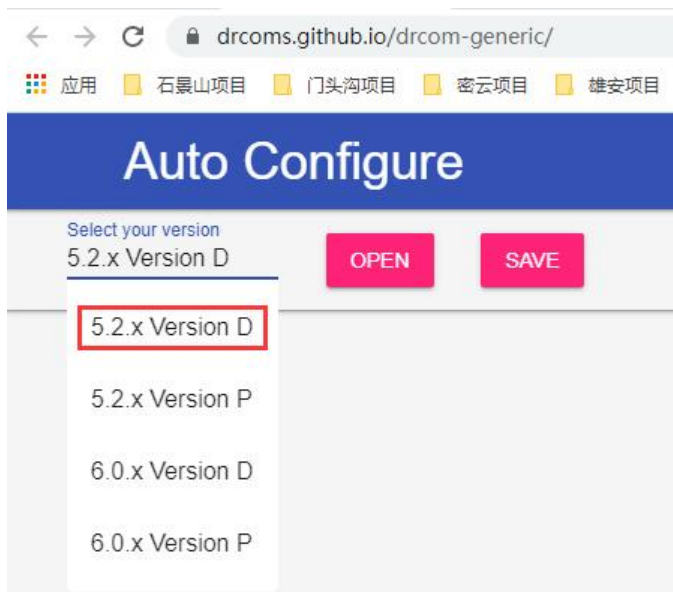 drcoms.github.io/drcom-generic/
应用 石景山项目 门头沟项目 密云项目 雄安项目
Auto Configure
Select your version
5.2.x Version D OPEN SAVE
5.2.x Version D
5.2.x Version P
6.0.x Version D
6.0.x Version P